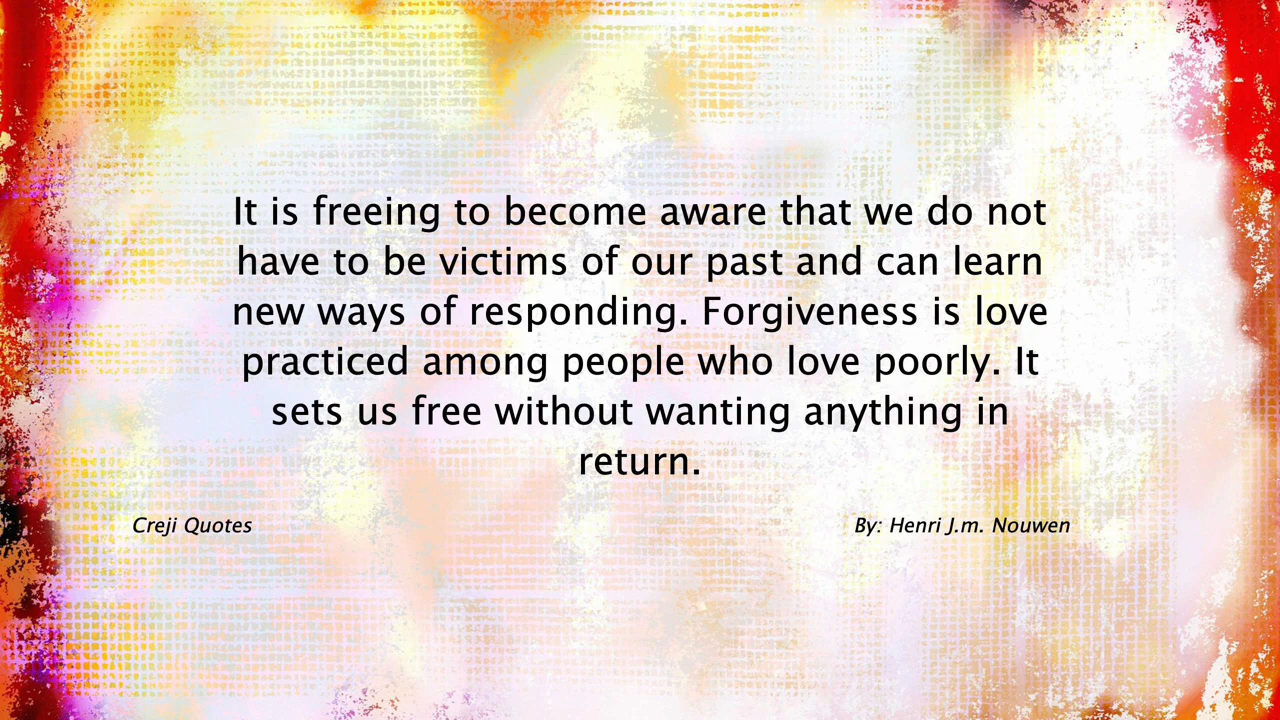 It is freeing to become aware that we do not
have to be victims of our past and can learn
new ways of responding. Forgiveness is love
practiced among people who love poorly. It
sets us free without wanting anything in
return.
Creji Quotes
By: Henri J.m. Nouwen